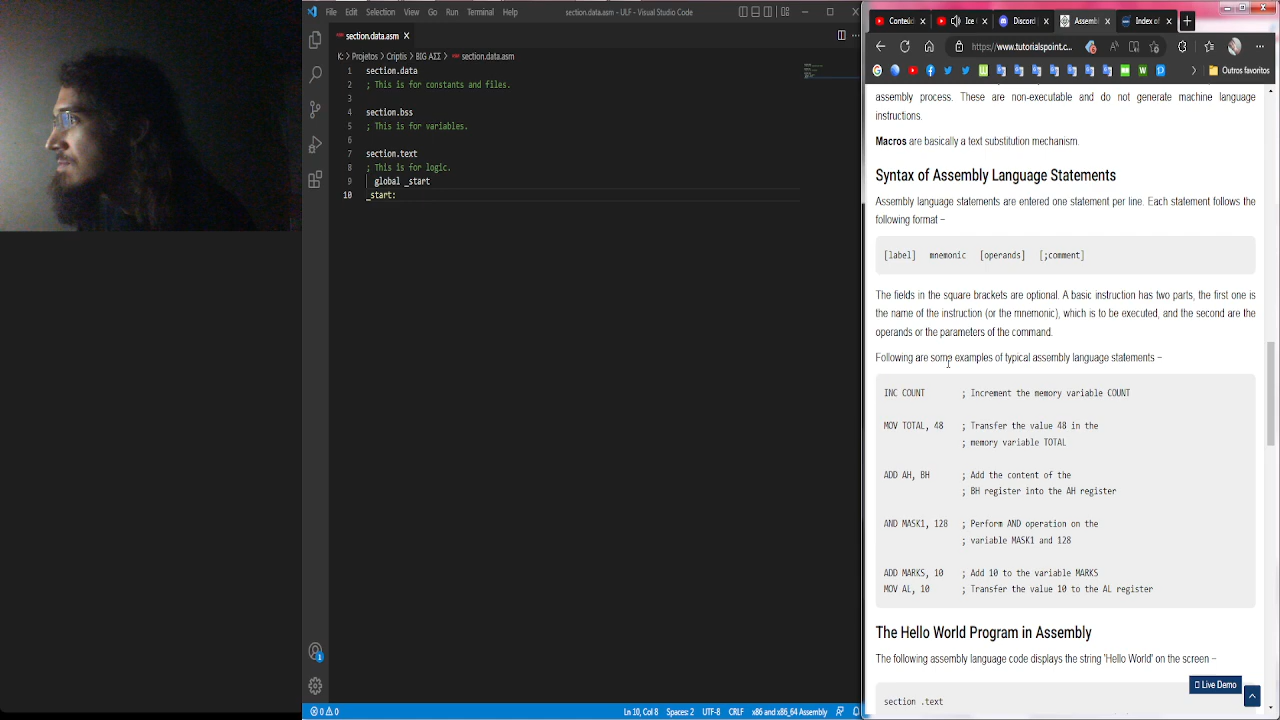 File Edit Selection View Go Run Terminal Help
section.data.asm - ULF - Visual Studio Code
section.data.asm
K: > Projetos > Criptis > BIG ΑΣΣ > section.data.asm
1 section.data
2 ; This is for constants and files.
3
4 section.bss
5 ; This is for variables.
6
7 section.text
8 ; This is for logic.
9 global _start
10 _start:
1
0 0 Ln 10, Col 8 Spaces: 2 UTF-8 CRLF x86 and x86_64 Assembly
Conteúd Ice Discord Assemb Index of
https://www.tutorialspoint.c...
Outros favoritos
assembly process. These are non-executable and do not generate machine language
instructions.
Macros are basically a text substitution mechanism.
Syntax of Assembly Language Statements
Assembly language statements are entered one statement per line. Each statement follows the
following format −
[label] mnemonic [operands] [;comment]
The fields in the square brackets are optional. A basic instruction has two parts, the first one is
the name of the instruction (or the mnemonic), which is to be executed, and the second are the
operands or the parameters of the command.
Following are some examples of typical assembly language statements −
INC COUNT ; Increment the memory variable COUNT
MOV TOTAL, 48 ; Transfer the value 48 in the
; memory variable TOTAL
ADD AH, BH ; Add the content of the
; BH register into the AH register
AND MASK1, 128 ; Perform AND operation on the
; variable MASK1 and 128
ADD MARKS, 10 ; Add 10 to the variable MARKS
MOV AL, 10 ; Transfer the value 10 to the AL register
The Hello World Program in Assembly
The following assembly language code displays the string 'Hello World' on the screen −
Live Demo
section .text